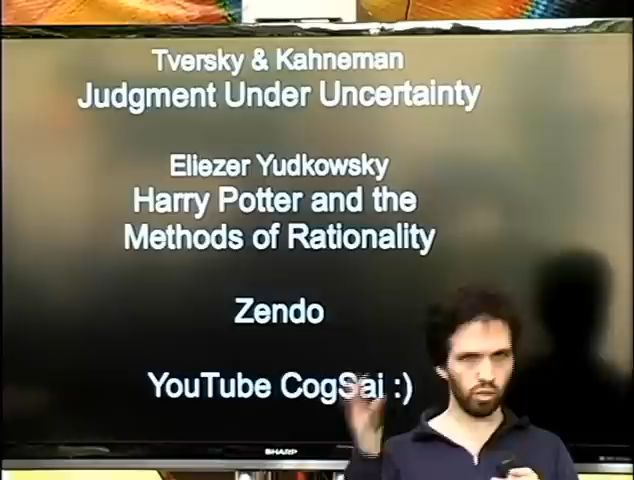 Tversky & Kahneman
Judgment Under Uncertainty
Eliezer Yudkowsky
Harry Potter and the
Methods of Rationality
Zendo
YouTube CogSai :)
SHARP